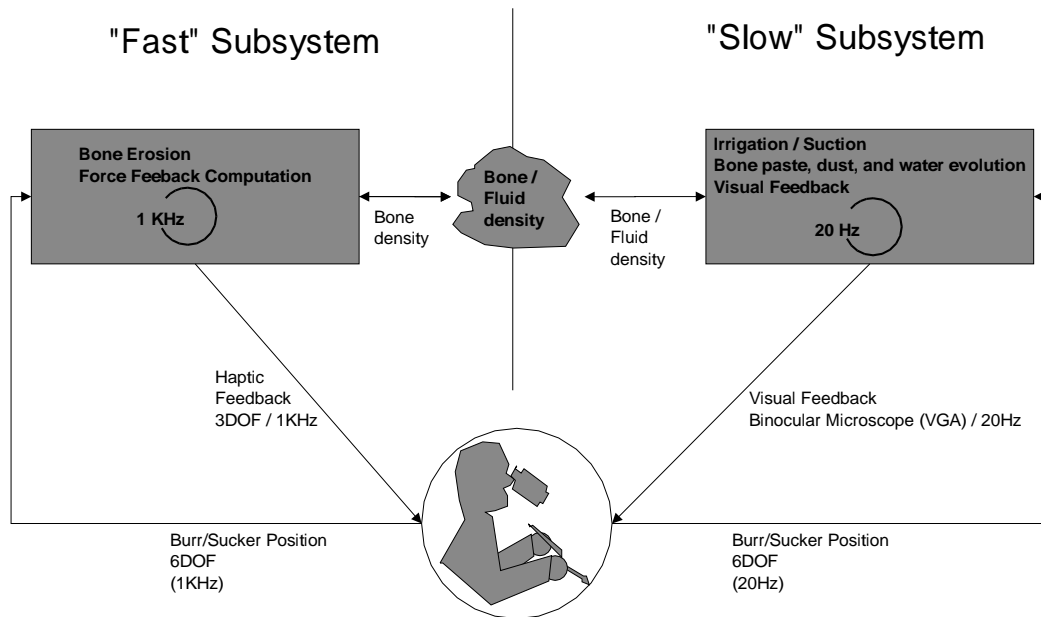 "Fast" Subsystem
"Slow" Subsystem
Bone Erosion
Force Feeback Computation
1 KHz
Bone
density
Bone /
Fluid
density
Bone /
Fluid
density
Irrigation / Suction
Bone paste, dust, and water evolution
Visual Feedback
20 Hz
Haptic
Feedback
3DOF / 1KHz
Visual Feedback
Binocular Microscope (VGA) / 20Hz
Burr/Sucker Position
6DOF
(1KHz)
Burr/Sucker Position
6DOF
(20Hz)